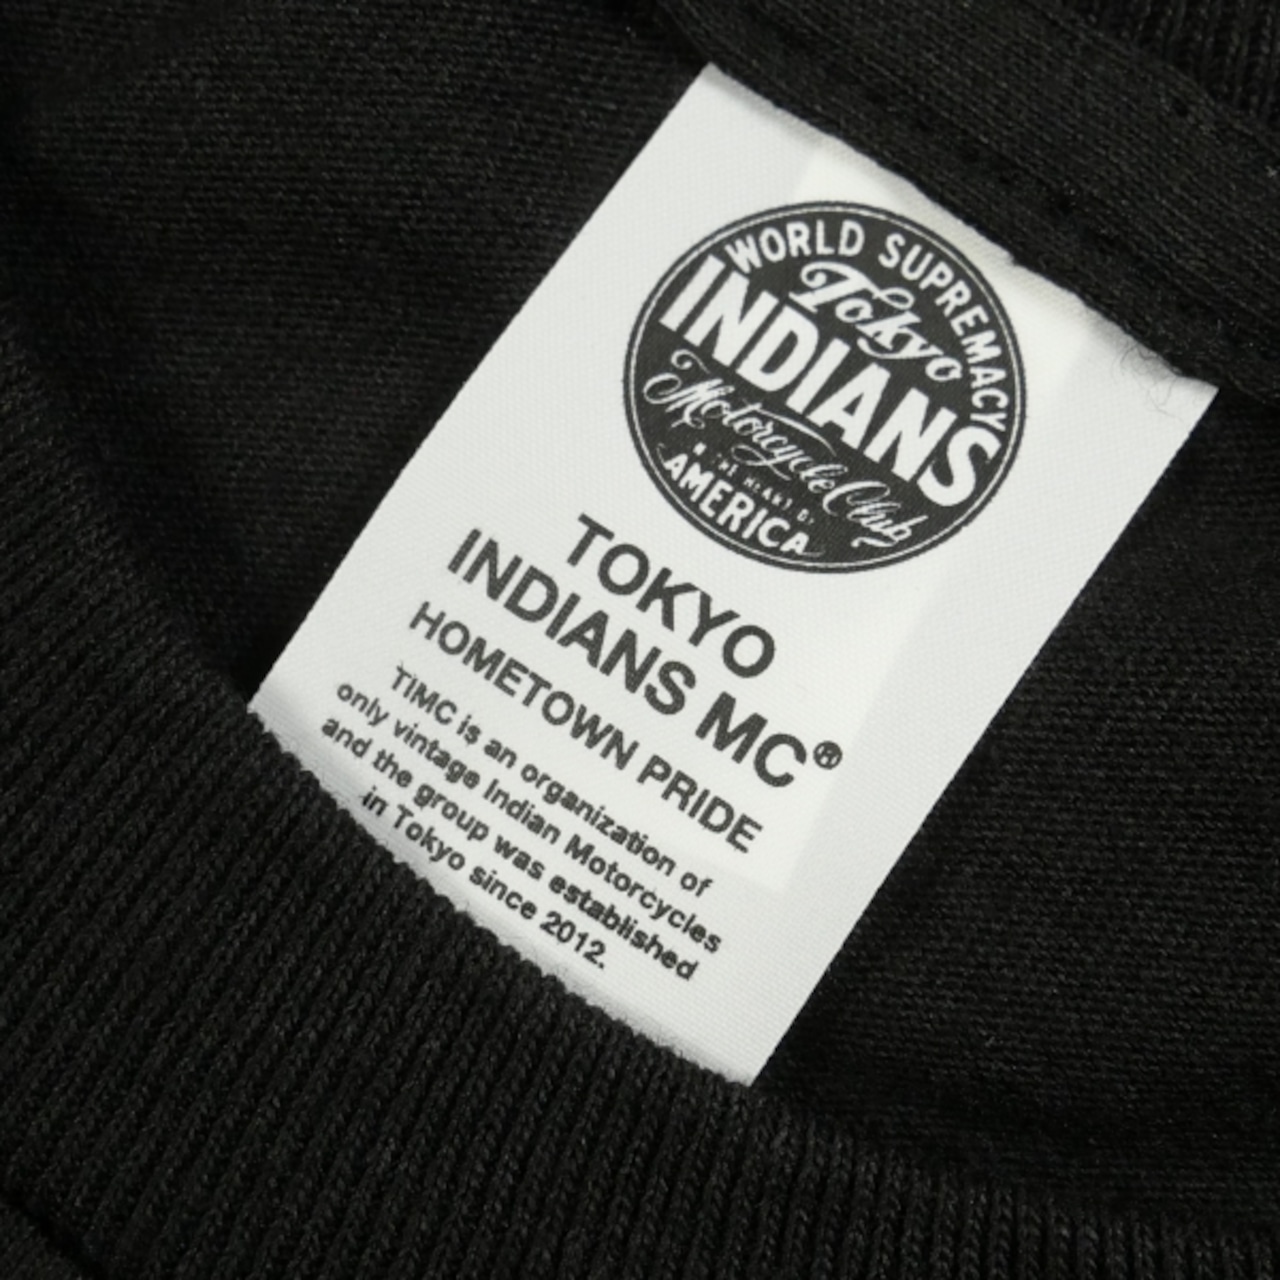 WORLD SUPREMACY
Tokyo
INDIANS
Motorcycle Club
THE HEART OF
AMERICA
TOKYO
INDIANS MC®
HOMETOWN PRIDE
TIMC is an organization of
only vintage Indian Motorcycles
and the group was established
in Tokyo since 2012.